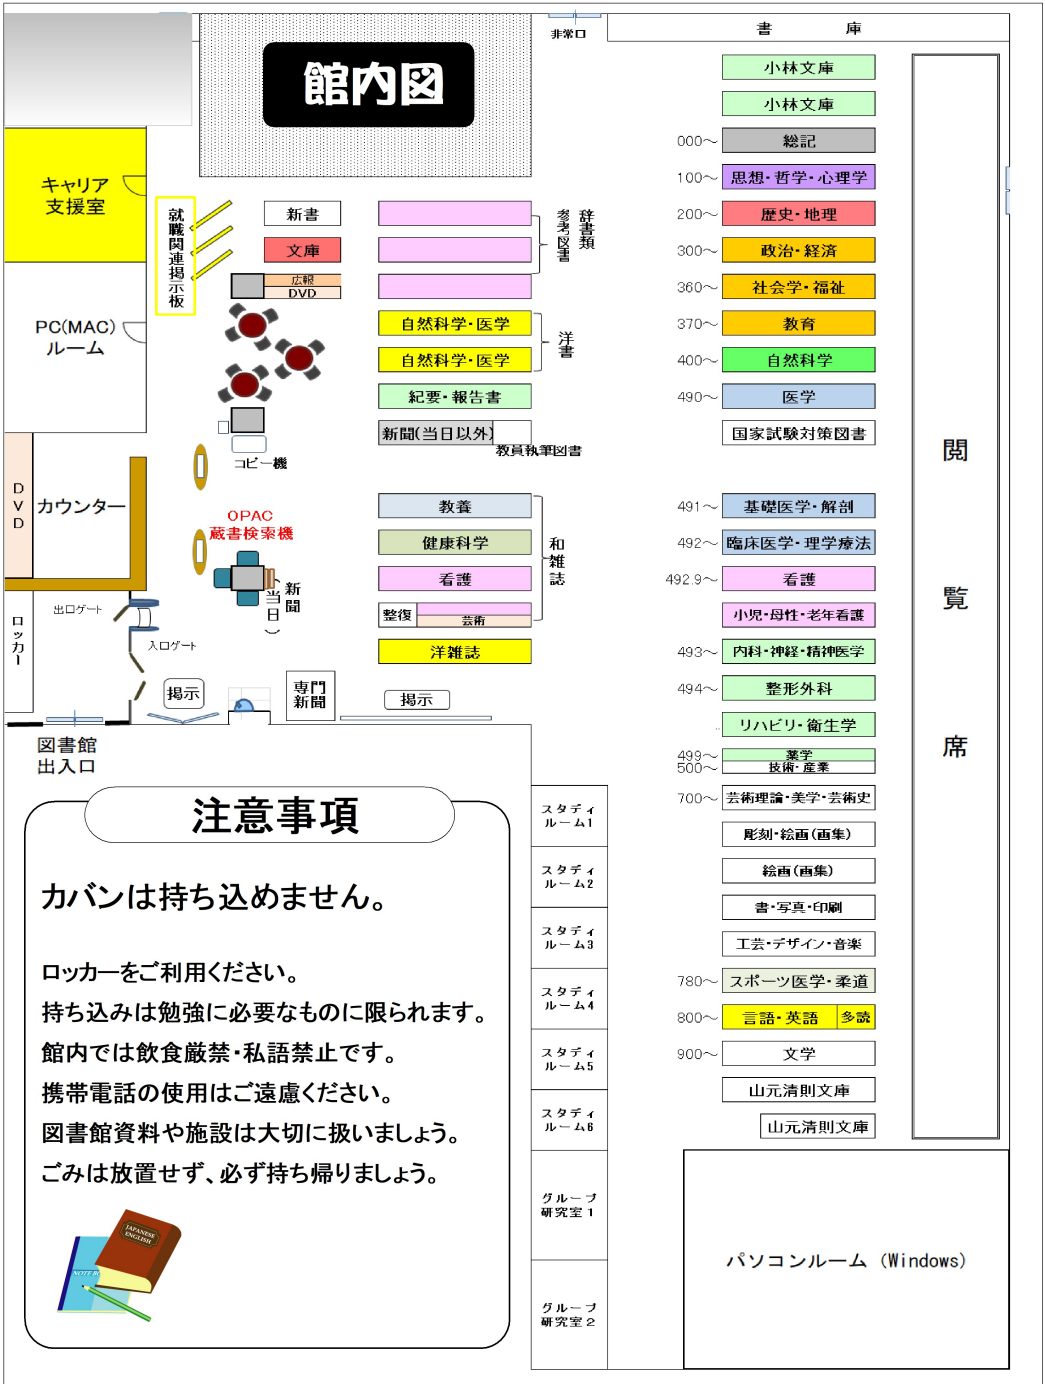 館内図
非常口
書　庫
小林文庫
小林文庫
000～ 総記
100～ 思想・哲学・心理学
200～ 歴史・地理
300～ 政治・経済
360～ 社会学・福祉
370～ 教育
400～ 自然科学
490～ 医学
国家試験対策図書
491～ 基礎医学・解剖
492～ 臨床医学・理学療法
492.9～ 看護
小児・母性・老年看護
493～ 内科・神経・精神医学
494～ 整形外科
リハビリ・衛生学
499～ 薬学
500～ 技術・産業
700～ 芸術理論・美学・芸術史
彫刻・絵画(画集)
絵画(画集)
書・写真・印刷
工芸・デザイン・音楽
780～ スポーツ医学・柔道
800～ 言語・英語 多読
900～ 文学
山元清則文庫
山元清則文庫
閲覧席
パソコンルーム (Windows)
キャリア
支援室
就職関連掲示板
新書
文庫
広報
DVD
辞書類
参考図書
PC(MAC)
ルーム
自然科学・医学
自然科学・医学
洋書
紀要・報告書
新聞(当日以外)
教員執筆図書
コピー機
DVD
カウンター
OPAC
蔵書検索機
新聞
(当日)
教養
健康科学
看護
整復
芸術
和雑誌
洋雑誌
出口ゲート
入口ゲート
ロッカー
掲示
専門
新聞
掲示
図書館
出入口
スタディ
ルーム1
スタディ
ルーム2
スタディ
ルーム3
スタディ
ルーム4
スタディ
ルーム5
スタディ
ルーム6
グループ
研究室１
グループ
研究室２
注意事項
カバンは持ち込めません。
ロッカーをご利用ください。
持ち込みは勉強に必要なものに限られます。
館内では飲食厳禁・私語禁止です。
携帯電話の使用はご遠慮ください。
図書館資料や施設は大切に扱いましょう。
ごみは放置せず、必ず持ち帰りましょう。
JAPANESE
ENGLISH